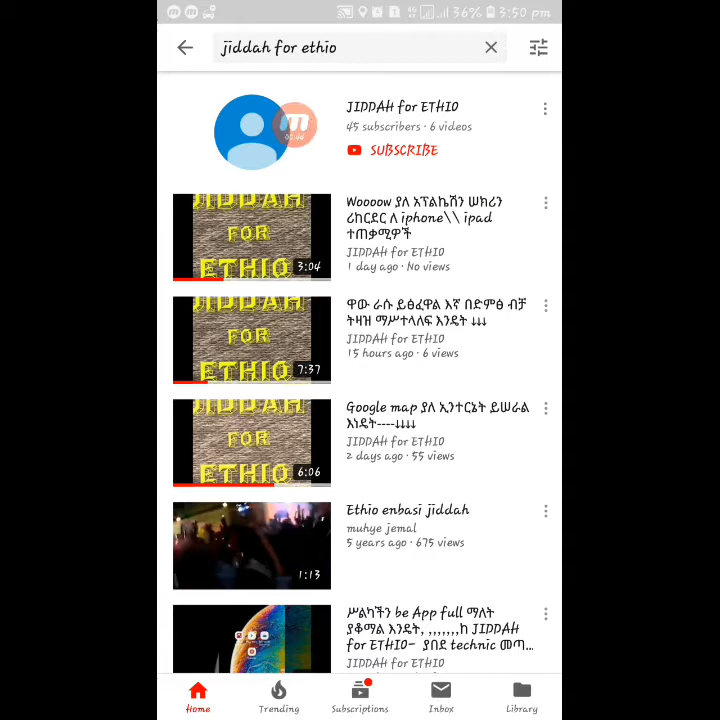 36% 3:50 pm
jiddah for ethio
JIDDAH for ETHIO
45 subscribers · 6 videos
SUBSCRIBE
JIDDAH
FOR
ETHIO
3:04
Woooow ያለ አፕልኬሽን ሠክሪን
ሪከርደር ለ iphone\\ ipad
ተጠቃሚዎች
JIDDAH for ETHIO
1 day ago · No views
JIDDAH
FOR
ETHIO
7:37
ዋው ራሱ ይፅፈዋል እኛ በድምፅ ብቻ
ትዛዝ ማሥተላለፍ እንዴት ↓↓↓
JIDDAH for ETHIO
15 hours ago · 6 views
JIDDAH
FOR
ETHIO
6:06
Google map ያለ ኢንተርኔት ይሠራል
እነዴት----↓↓↓↓
JIDDAH for ETHIO
2 days ago · 55 views
1:13
Ethio enbasi jiddah
muhye jemal
5 years ago · 675 views
ሥልካችን be App full ማለት
ያቆማል እንዴት, ,,,,,,,ከ JIDDAH
for ETHIO- ያበደ technic መጣ...
JIDDAH for ETHIO
Home Trending Subscriptions Inbox Library